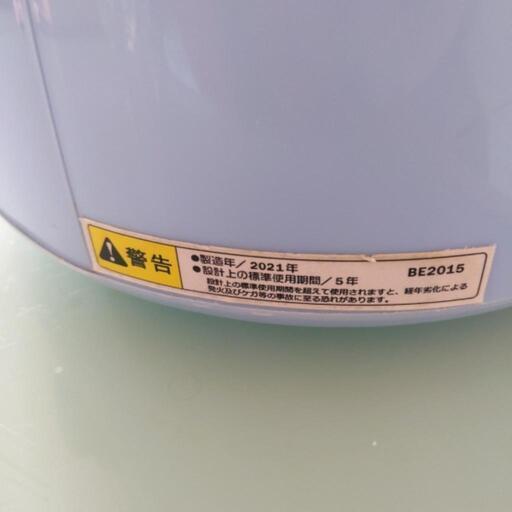 警告
●製造年/2021年
●設計上の標準使用期間/5年
BE2015
設計上の標準使用期間を超えて使用されますと、経年劣化による
発火及びケガ等の事故に至る恐れがあります。